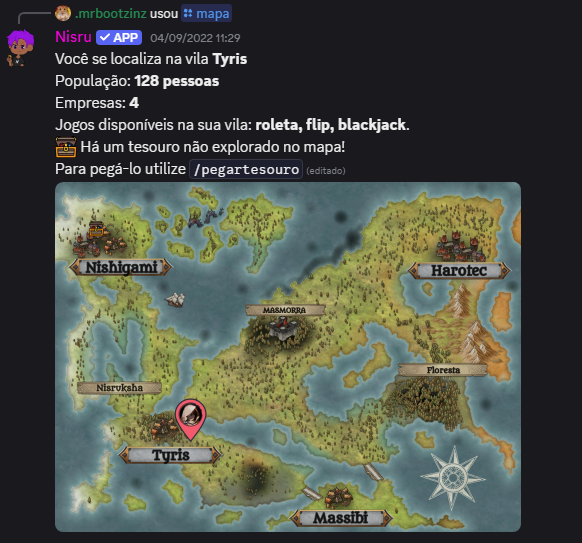 .mrbootzinz usou mapa
Nisru APP 04/09/2022 11:29
Você se localiza na vila Tyris
População: 128 pessoas
Empresas: 4
Jogos disponíveis na sua vila: roleta, flip, blackjack.
Há um tesouro não explorado no mapa!
Para pegá-lo utilize /pegartesouro (editado)
Nishigami
Harotec
MASMORRA
Floresta
Nisruksha
Tyris
Massibi